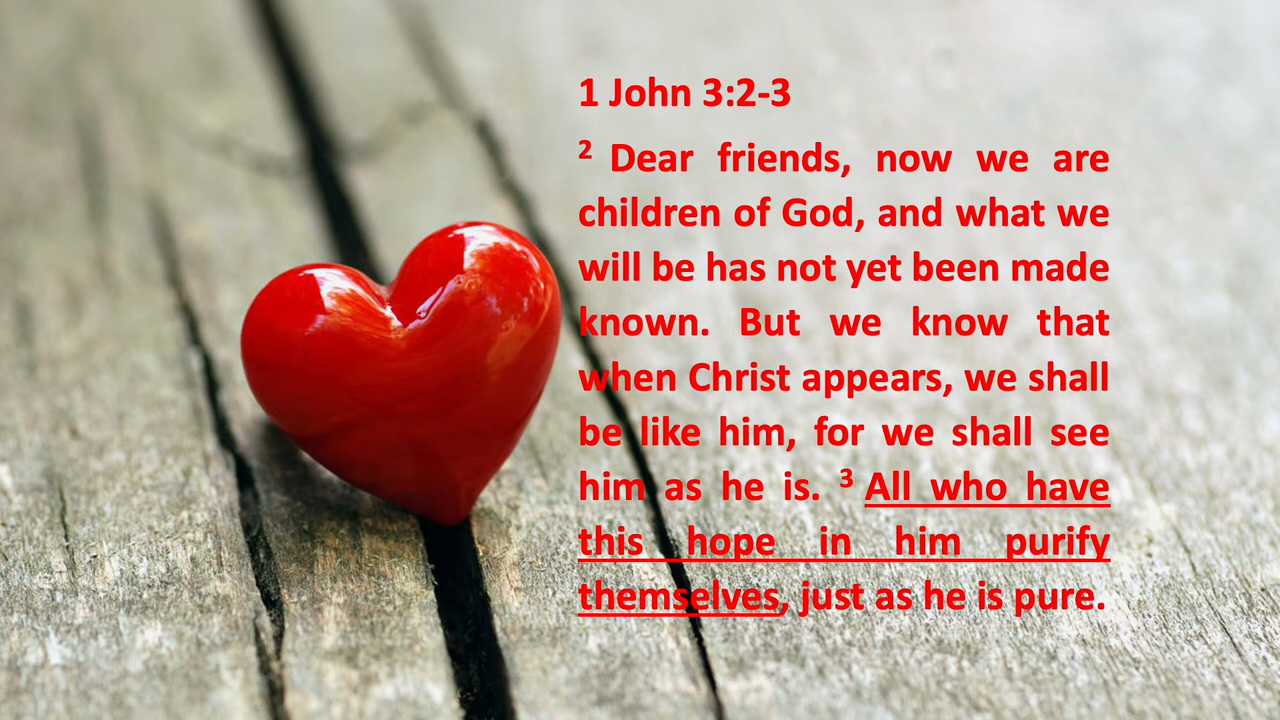 1 John 3:2-3
² Dear friends, now we are
children of God, and what we
will be has not yet been made
known. But we know that
when Christ appears, we shall
be like him, for we shall see
him as he is. ³ All who have
this hope in him purify
themselves, just as he is pure.